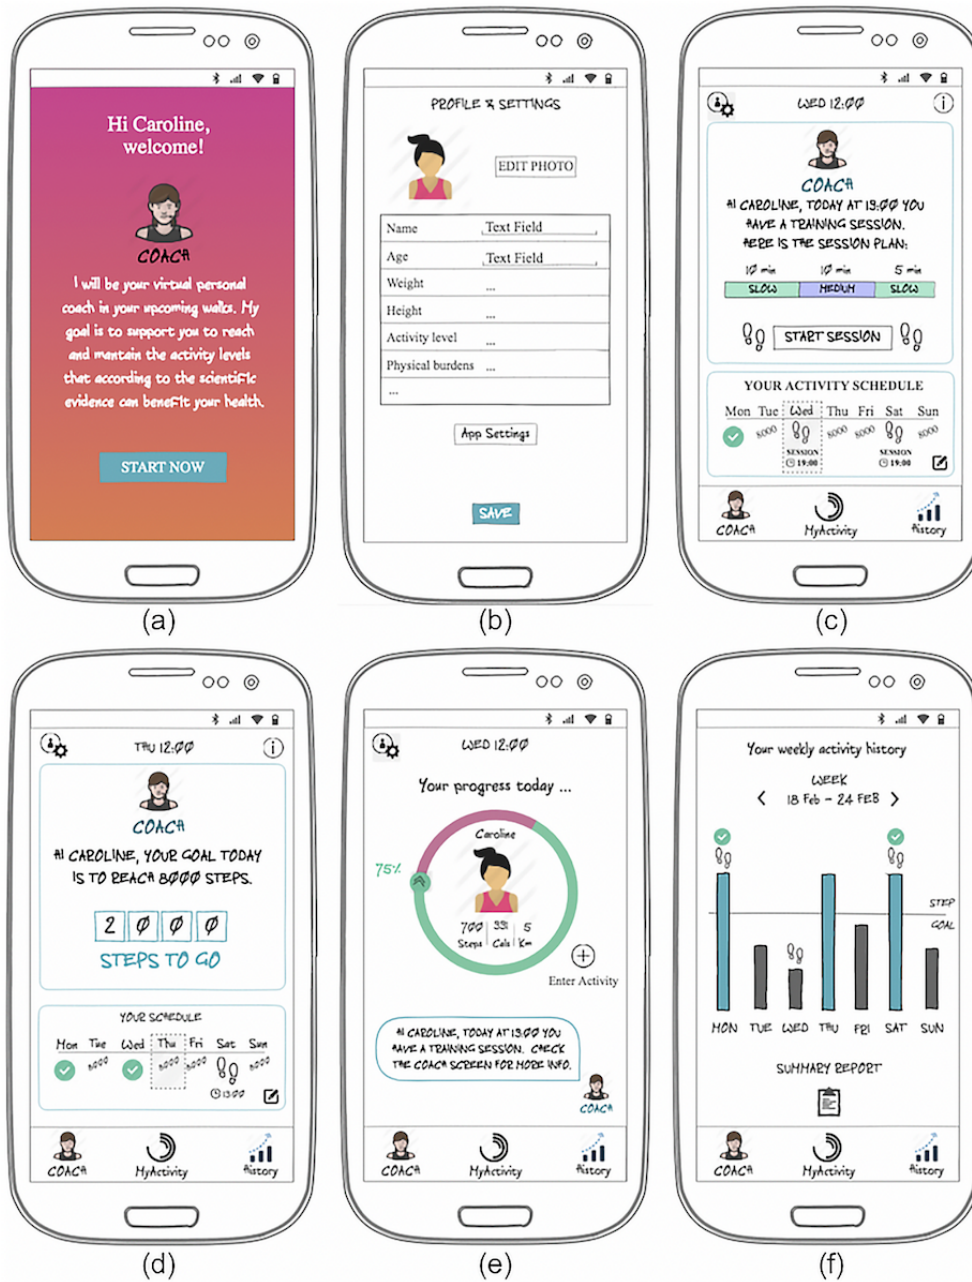 Hi Caroline,
welcome!
COACH
I will be your virtual personal
coach in your upcoming walks. My
goal is to support you to reach
and mantain the activity levels
that according to the scientific
evidence can benefit your health.
START NOW
(a)
PROFILE & SETTINGS
EDIT PHOTO
Name Text Field
Age Text Field
Weight ...
Height ...
Activity level ...
Physical burdens ...
...
App Settings
SAVE
(b)
WED 12:00
COACH
HI CAROLINE, TODAY AT 13:00 YOU
HAVE A TRAINING SESSION.
HERE IS THE SESSION PLAN:
10 min 10 min 5 min
SLOW MEDIUM SLOW
START SESSION
YOUR ACTIVITY SCHEDULE
Mon Tue Wed Thu Fri Sat Sun
8000 8000 8000 8000
SESSION SESSION
19:00 19:00
COACH MyActivity History
(c)
THU 12:00
COACH
HI CAROLINE, YOUR GOAL TODAY
IS TO REACH 8000 STEPS.
2 0 0 0
STEPS TO GO
YOUR SCHEDULE
Mon Tue Wed Thu Fri Sat Sun
8000 8000 8000 8000
13:00
COACH MyActivity History
(d)
WED 12:00
Your progress today ...
Caroline
75%
700 331 5
Steps Cals Km
Enter Activity
HI CAROLINE, TODAY AT 13:00 YOU
HAVE A TRAINING SESSION. CHECK
THE COACH SCREEN FOR MORE INFO.
COACH
COACH MyActivity History
(e)
Your weekly activity history
WEEK
18 Feb - 24 FEB
STEP
GOAL
MON TUE WED THU FRI SAT SUN
SUMMARY REPORT
COACH MyActivity History
(f)